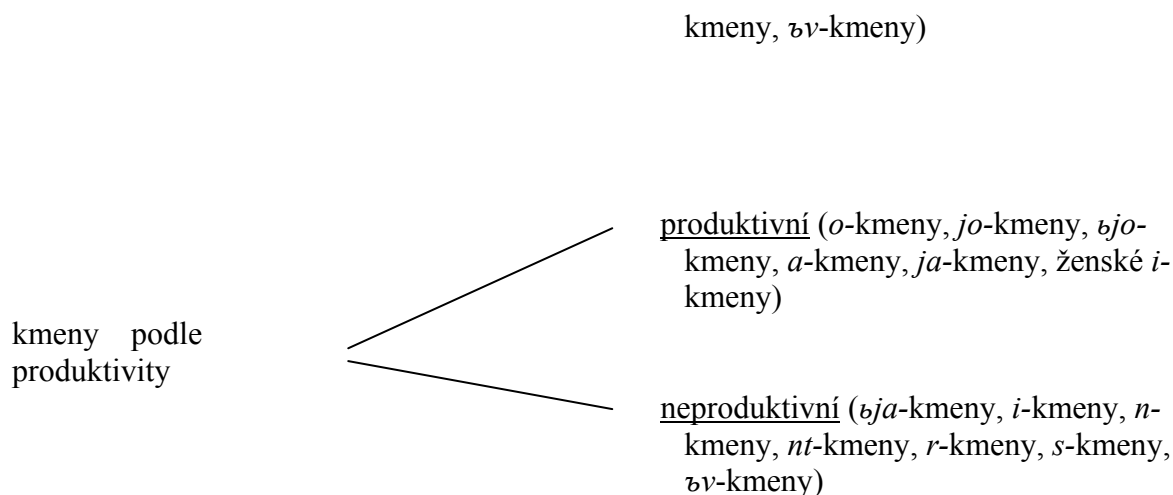 kmeny, ъv-kmeny)
produktivní (o-kmeny, jo-kmeny, ьjo-
kmeny, a-kmeny, ja-kmeny, ženské i-
kmeny)
kmeny podle
produktivity
neproduktivní (ьja-kmeny, i-kmeny, n-
kmeny, nt-kmeny, r-kmeny, s-kmeny,
ъv-kmeny)